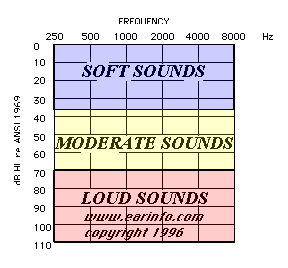 FREQUENCY
250 500 1000 2000 4000 8000 Hz
0
10
20
30
40
50
60
70
80
90
100
110
dB HL re ANSI 1969
SOFT SOUNDS
MODERATE SOUNDS
LOUD SOUNDS
www.earinfo.com
copyright 1996